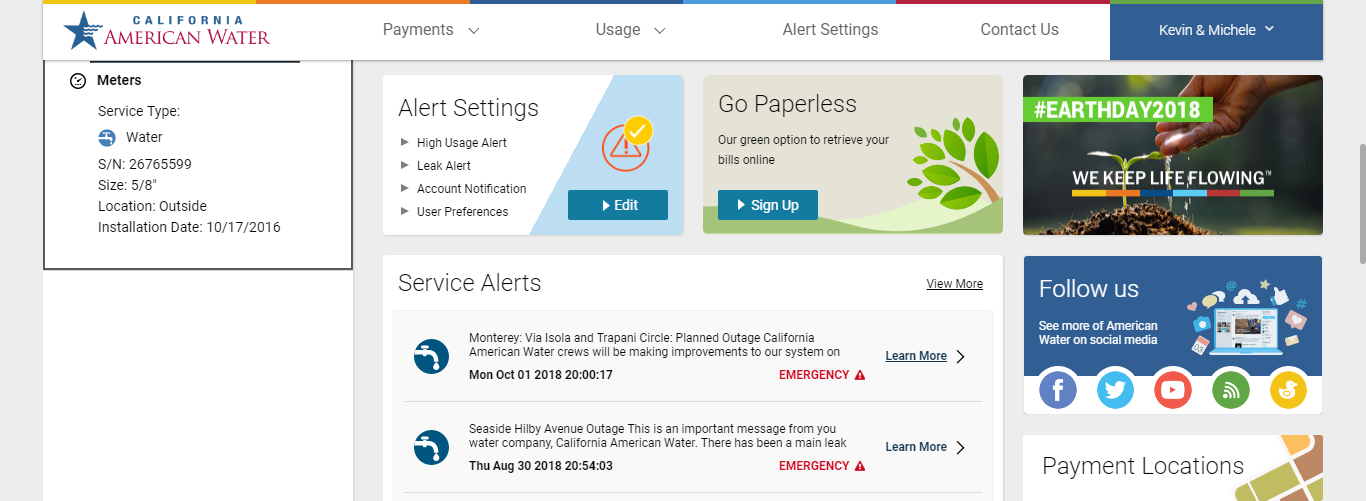 CALIFORNIA
AMERICAN WATER
Payments
Usage
Alert Settings
Contact Us
Kevin & Michele
Meters
Service Type:
Water
S/N: 26765599
Size: 5/8"
Location: Outside
Installation Date: 10/17/2016
Alert Settings
High Usage Alert
Leak Alert
Account Notification
User Preferences
Edit
Go Paperless
Our green option to retrieve your
bills online
Sign Up
#EARTHDAY2018
WE KEEP LIFE FLOWING™
Service Alerts
View More
Monterey: Via Isola and Trapani Circle: Planned Outage California
American Water crews will be making improvements to our system on
Mon Oct 01 2018 20:00:17
EMERGENCY
Learn More
Seaside Hilby Avenue Outage This is an important message from you
water company, California American Water. There has been a main leak
Thu Aug 30 2018 20:54:03
EMERGENCY
Learn More
Follow us
See more of American
Water on social media
Payment Locations